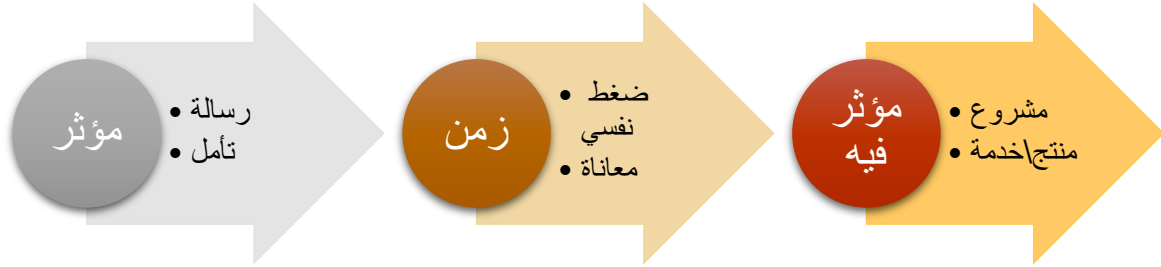 مؤثر
• رسالة
• تأمل
زمن
• ضغط
نفسي
• معاناة
مؤثر
فيه
• مشروع
• منتج\خدمة